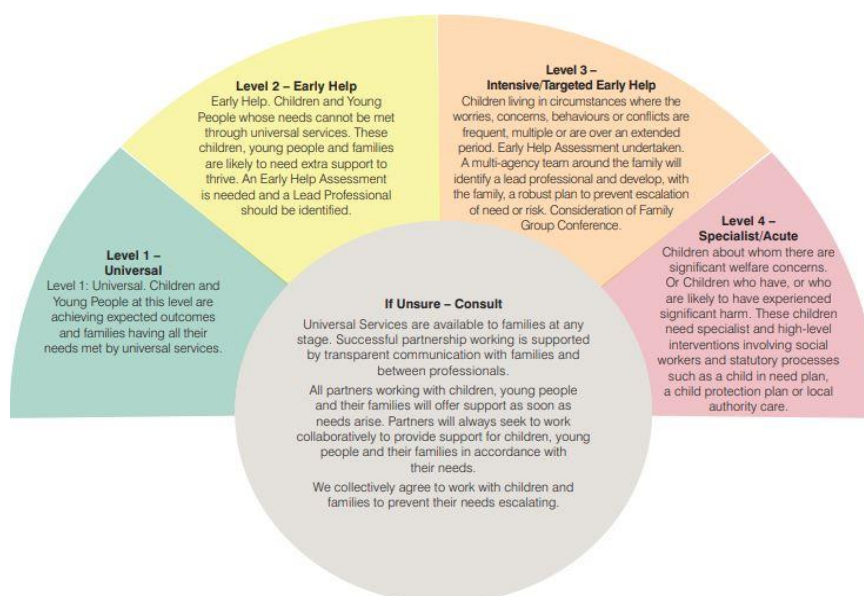 Level 1 –
Universal
Level 1: Universal. Children and
Young People at this level are
achieving expected outcomes
and families having all their
needs met by universal services.
Level 2 – Early Help
Early Help. Children and Young
People whose needs cannot be met
through universal services. These
children, young people and families
are likely to need extra support to
thrive. An Early Help Assessment
is needed and a Lead Professional
should be identified.
Level 3 –
Intensive/Targeted Early Help
Children living in circumstances where the
worries, concerns, behaviours or conflicts are
frequent, multiple or are over an extended
period. Early Help Assessment undertaken.
A multi-agency team around the family will
identify a lead professional and develop, with
the family, a robust plan to prevent escalation
of need or risk. Consideration of Family
Group Conference.
Level 4 –
Specialist/Acute
Children about whom there are
significant welfare concerns.
Or Children who have, or who
are likely to have experienced
significant harm. These children
need specialist and high-level
interventions involving social
workers and statutory processes
such as a child in need plan,
a child protection plan or local
authority care.
If Unsure – Consult
Universal Services are available to families at any
stage. Successful partnership working is supported
by transparent communication with families and
between professionals.
All partners working with children, young people
and their families will offer support as soon as
needs arise. Partners will always seek to work
collaboratively to provide support for children, young
people and their families in accordance with
their needs.
We collectively agree to work with children and
families to prevent their needs escalating.